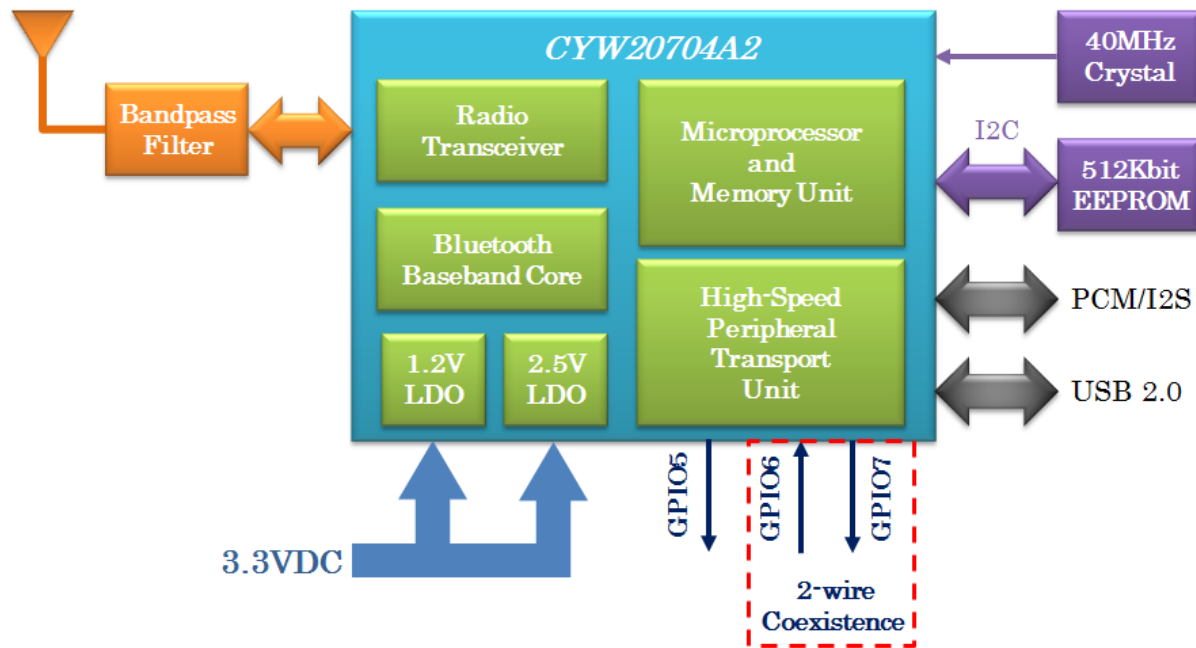 CYW20704A2
40MHz
Crystal
Bandpass
Filter
Radio
Transceiver
Microprocessor
and
Memory Unit
I2C
512Kbit
EEPROM
Bluetooth
Baseband Core
High-Speed
Peripheral
Transport
Unit
PCM/I2S
1.2V
LDO
2.5V
LDO
USB 2.0
GPIO5
GPIO6
GPIO7
3.3VDC
2-wire
Coexistence